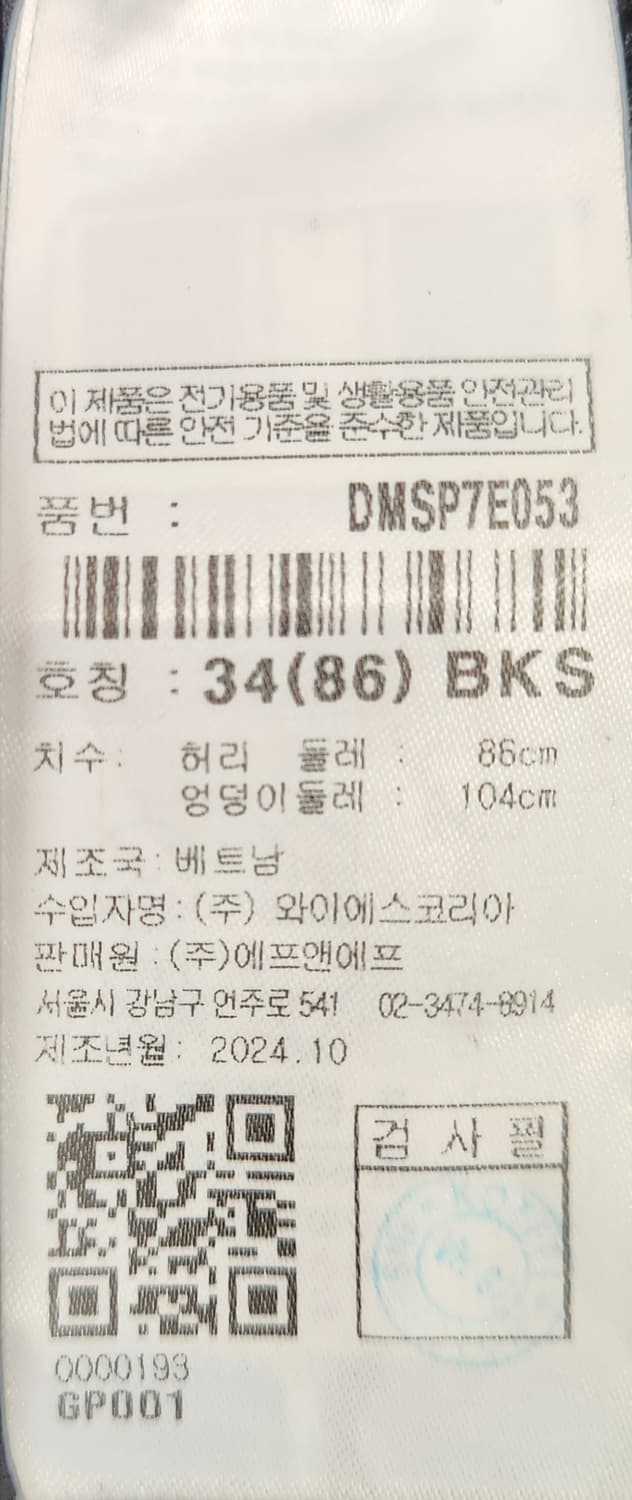 이 제품은 전기용품 및 생활용품 안전관리
법에 따른 안전 기준을 준수한 제품입니다.
품번 : DMSP7E053
호칭 : 34(86) BKS
치수: 허리 둘레 : 86cm
엉덩이둘레 : 104cm
제조국:베트남
수입자명:(주) 와이에스코리아
판매원:(주)에프앤에프
서울시 강남구 언주로 541 02-3474-8914
제조년월: 2024.10
검 사 필
0000193
GP001